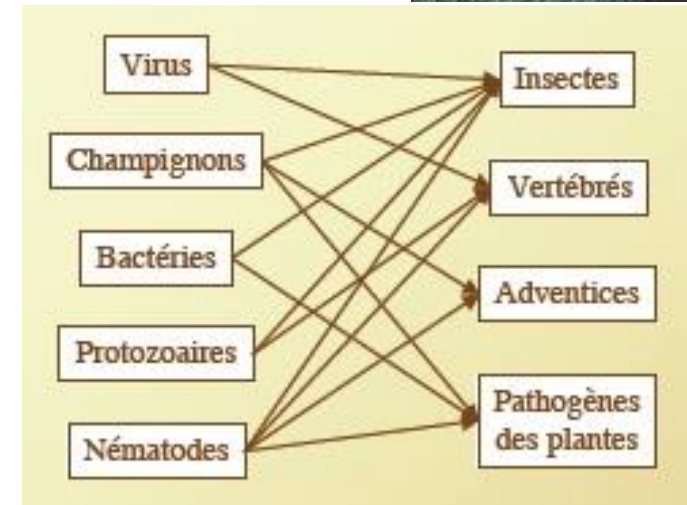 Virus
Champignons
Bactéries
Protozoaires
Nématodes
Insectes
Vertébrés
Adventices
Pathogènes
des plantes